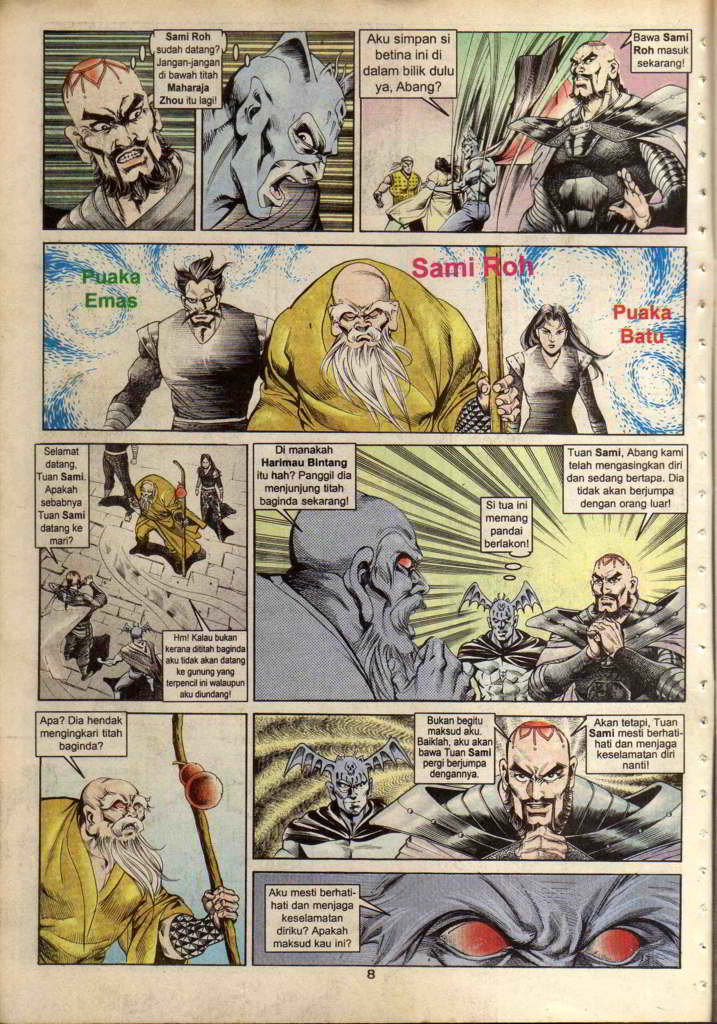 Sami Roh
sudah datang?
Jangan-jangan
di bawah titah
Maharaja
Zhou itu lagi!
Aku simpan si
betina ini di
dalam bilik dulu
ya, Abang?
Bawa Sami
Roh masuk
sekarang!
Puaka
Emas
Sami Roh
Puaka
Batu
Selamat
datang,
Tuan Sami.
Apakah
sebabnya
Tuan Sami
datang ke
mari?
Hm! Kalau bukan
kerana dititah baginda
aku tidak akan datang
ke gunung yang
terpencil ini walaupun
aku diundang!
Di manakah
Harimau Bintang
itu hah? Panggil dia
menjunjung titah
baginda sekarang!
Si tua ini
memang
pandai
berlakon!
Tuan Sami, Abang kami
telah mengasingkan diri
dan sedang bertapa. Dia
tidak akan berjumpa
dengan orang luar!
Apa? Dia hendak
mengingkari titah
baginda?
Bukan begitu
maksud aku.
Baiklah, aku akan
bawa Tuan Sami
pergi berjumpa
dengannya.
Akan tetapi, Tuan
Sami mesti berhati-
hati dan menjaga
keselamatan diri
nanti!
Aku mesti berhati-
hati dan menjaga
keselamatan
diriku? Apakah
maksud kau ini?
8